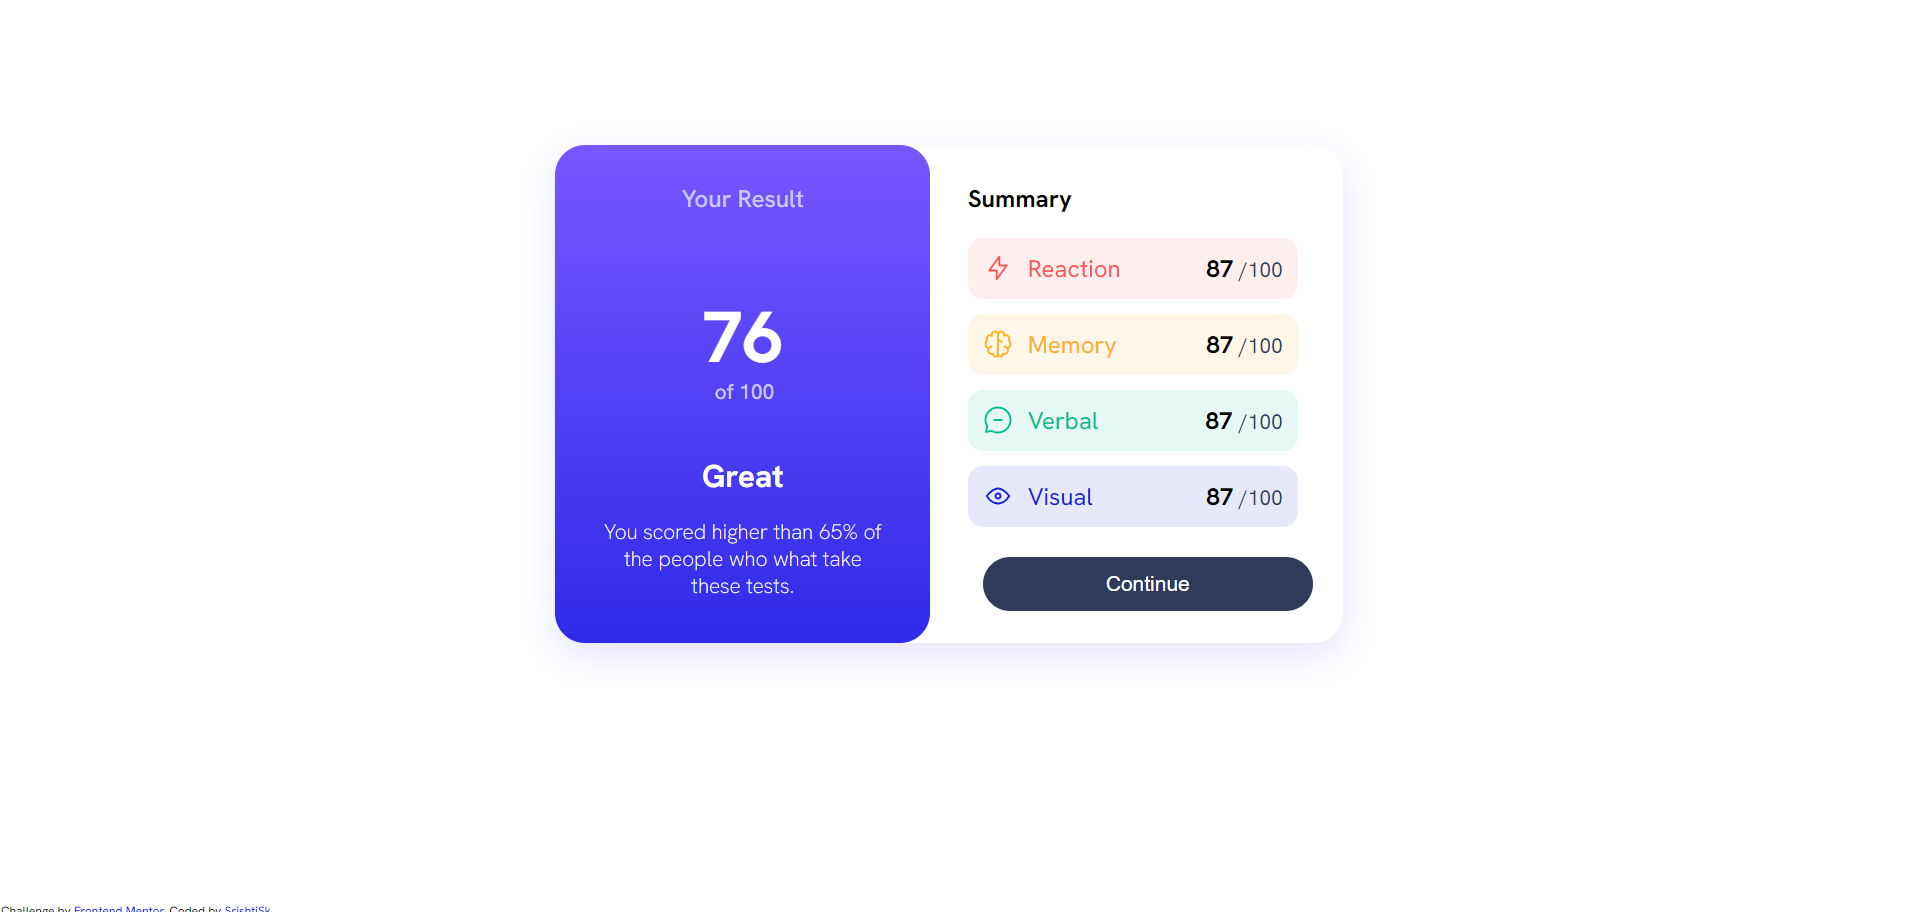 Your Result
76
of 100
Great
You scored higher than 65% of
the people who what take
these tests.
Summary
Reaction 87 /100
Memory 87 /100
Verbal 87 /100
Visual 87 /100
Continue
Challenge by Frontend Mentor. Coded by SrishtiSk.